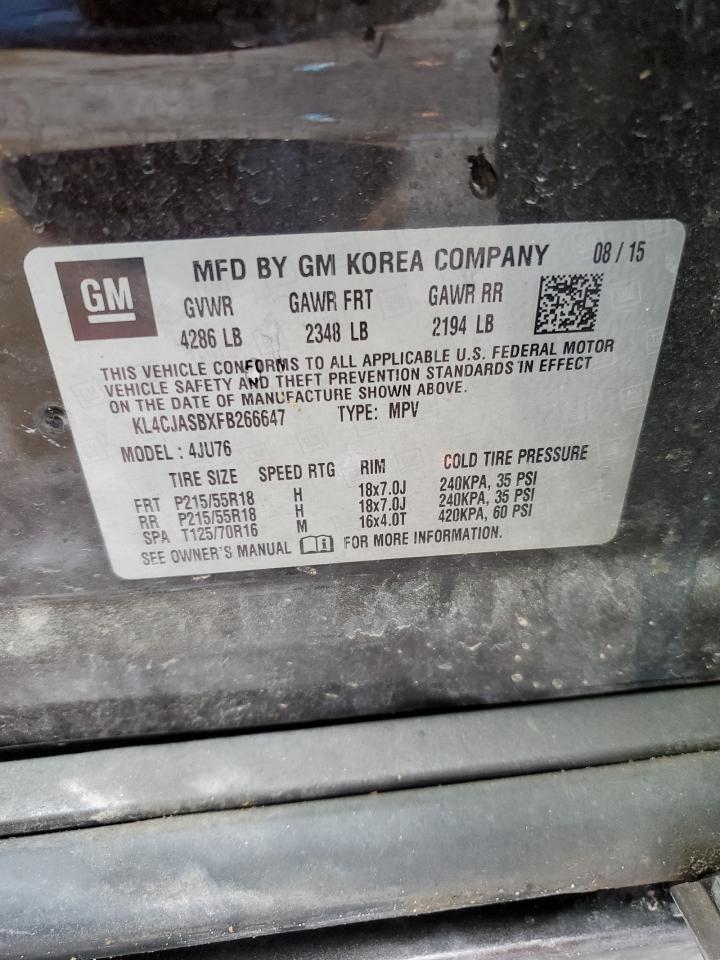 GM
MFD BY GM KOREA COMPANY 08 / 15
GVWR GAWR FRT GAWR RR
4286 LB 2348 LB 2194 LB
THIS VEHICLE CONFORMS TO ALL APPLICABLE U.S. FEDERAL MOTOR
VEHICLE SAFETY AND THEFT PREVENTION STANDARDS IN EFFECT
ON THE DATE OF MANUFACTURE SHOWN ABOVE.
KL4CJASBXFB266647 TYPE: MPV
MODEL : 4JU76
TIRE SIZE SPEED RTG RIM COLD TIRE PRESSURE
FRT P215/55R18 H 18x7.0J 240KPA, 35 PSI
RR P215/55R18 H 18x7.0J 240KPA, 35 PSI
SPA T125/70R16 M 16x4.0T 420KPA, 60 PSI
SEE OWNER'S MANUAL FOR MORE INFORMATION.